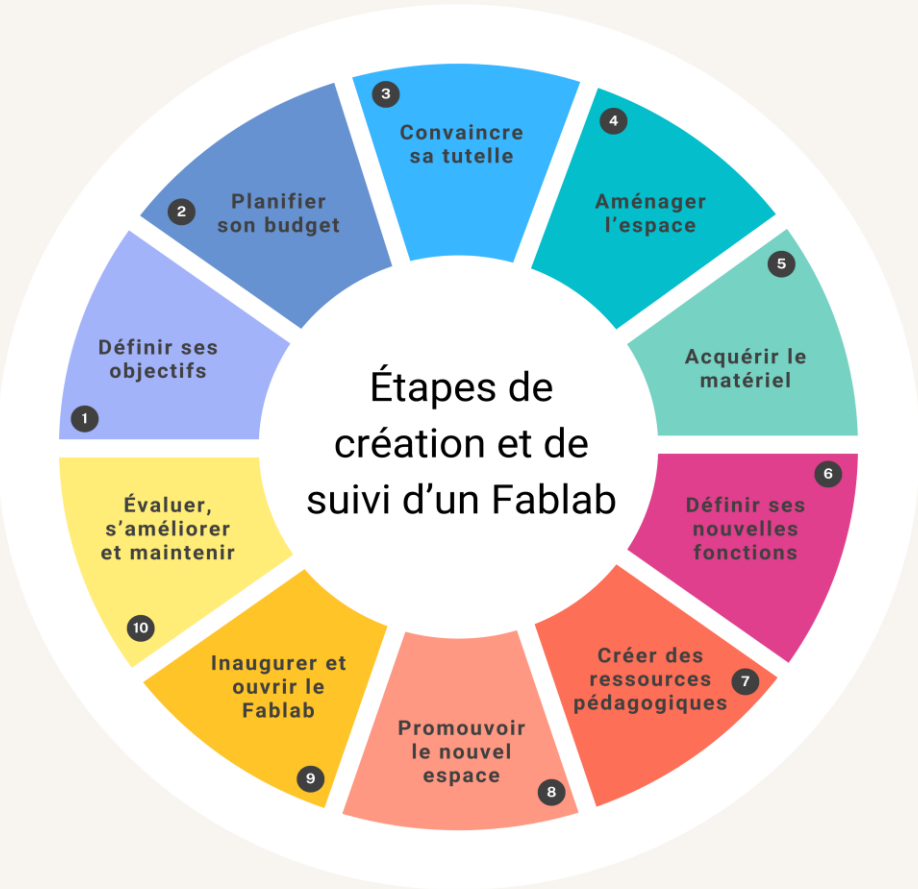 Étapes de
création et de
suivi d'un Fablab
1
Définir ses
objectifs
2
Planifier
son budget
3
Convaincre
sa tutelle
4
Aménager
l'espace
5
Acquérir le
matériel
6
Définir ses
nouvelles
fonctions
7
Créer des
ressources
pédagogiques
8
Promouvoir
le nouvel
espace
9
Inaugurer et
ouvrir le
Fablab
10
Évaluer,
s'améliorer
et maintenir